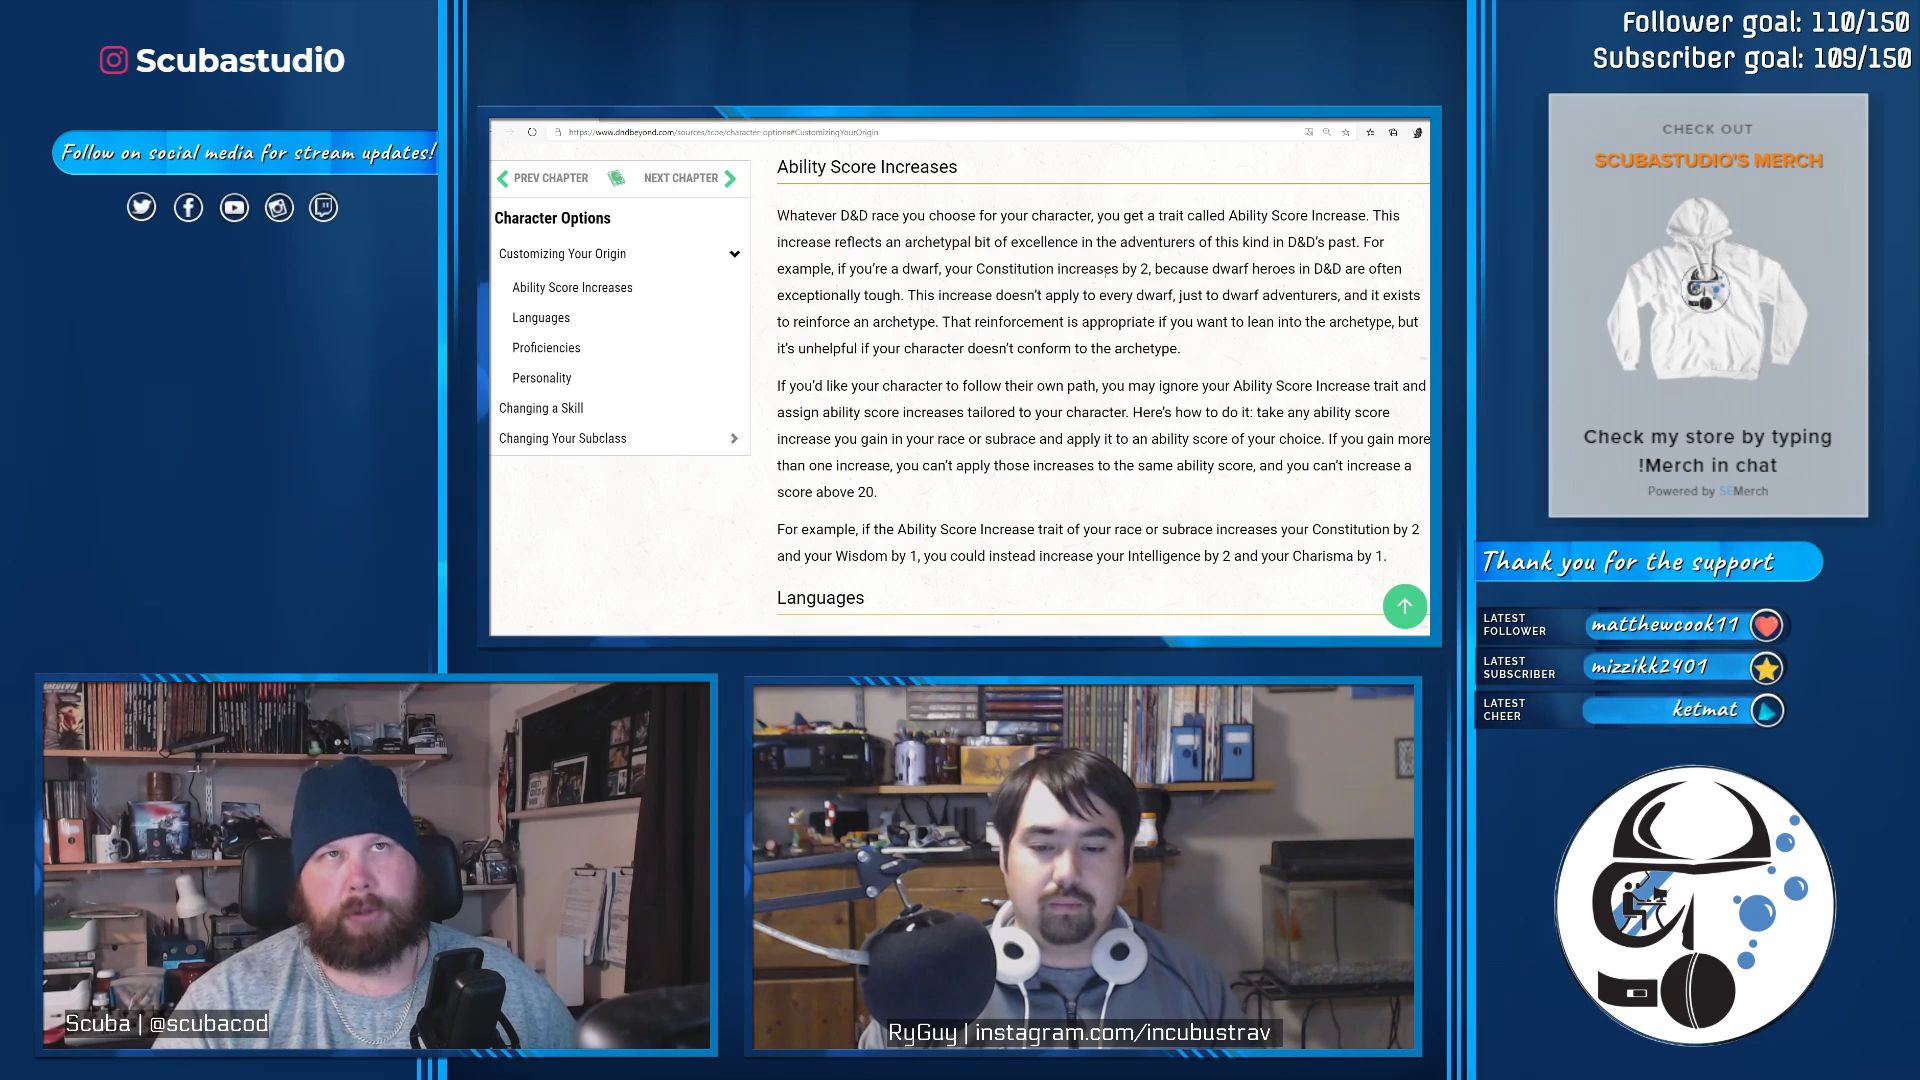 Scubastudi0
Follow on social media for stream updates!
https://www.dndbeyond.com/sources/tcoe/character-options#CustomizingYourOrigin
PREV CHAPTER
NEXT CHAPTER
Character Options
Customizing Your Origin
Ability Score Increases
Languages
Proficiencies
Personality
Changing a Skill
Changing Your Subclass
Ability Score Increases
Whatever D&D race you choose for your character, you get a trait called Ability Score Increase. This
increase reflects an archetypal bit of excellence in the adventurers of this kind in D&D's past. For
example, if you're a dwarf, your Constitution increases by 2, because dwarf heroes in D&D are often
exceptionally tough. This increase doesn't apply to every dwarf, just to dwarf adventurers, and it exists
to reinforce an archetype. That reinforcement is appropriate if you want to lean into the archetype, but
it's unhelpful if your character doesn't conform to the archetype.
If you'd like your character to follow their own path, you may ignore your Ability Score Increase trait and
assign ability score increases tailored to your character. Here's how to do it: take any ability score
increase you gain in your race or subrace and apply it to an ability score of your choice. If you gain more
than one increase, you can't apply those increases to the same ability score, and you can't increase a
score above 20.
For example, if the Ability Score Increase trait of your race or subrace increases your Constitution by 2
and your Wisdom by 1, you could instead increase your Intelligence by 2 and your Charisma by 1.
Languages
Follower goal: 110/150
Subscriber goal: 109/150
CHECK OUT
SCUBASTUDIO'S MERCH
Check my store by typing
!Merch in chat
Powered by SEMerch
Thank you for the support
LATEST
FOLLOWER
matthewcook11
LATEST
SUBSCRIBER
mizzikk2401
LATEST
CHEER
ketmat
Scuba | @scubacod
RyGuy | instagram.com/incubustrav